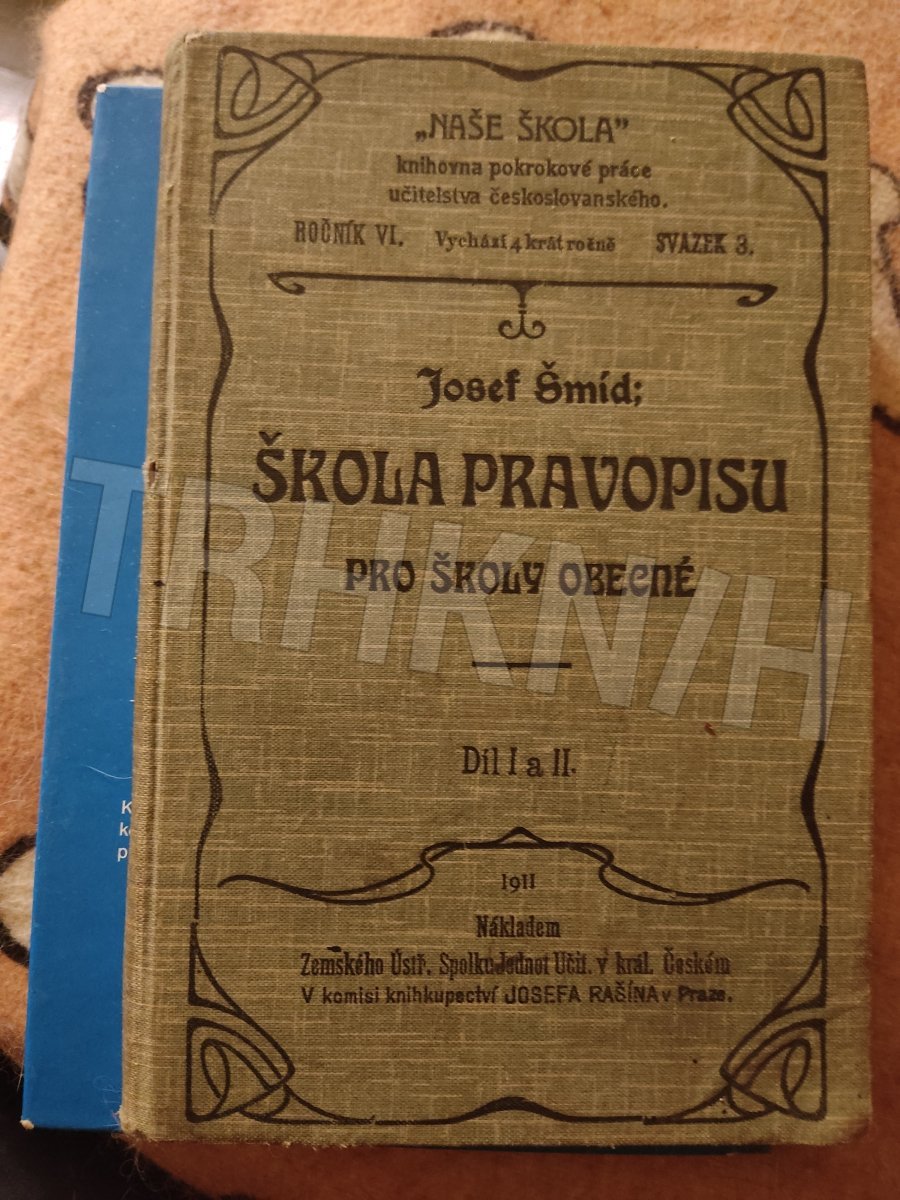 „NAŠE ŠKOLA”
knihovna pokrokové práce
učitelstva českoslovanského.
ROČNÍK VI. Vychází 4 krát ročně SVAZEK 3.
Josef Šmíd:
ŠKOLA PRAVOPISU
PRO ŠKOLY OBECNÉ
Díl I a II.
1911
Nákladem
Zemského Ústř. Spolku Jednot Učit. v král. Českém
V komisi knihkupectví JOSEFA RAŠÍNA v Praze.
TRHKNIH